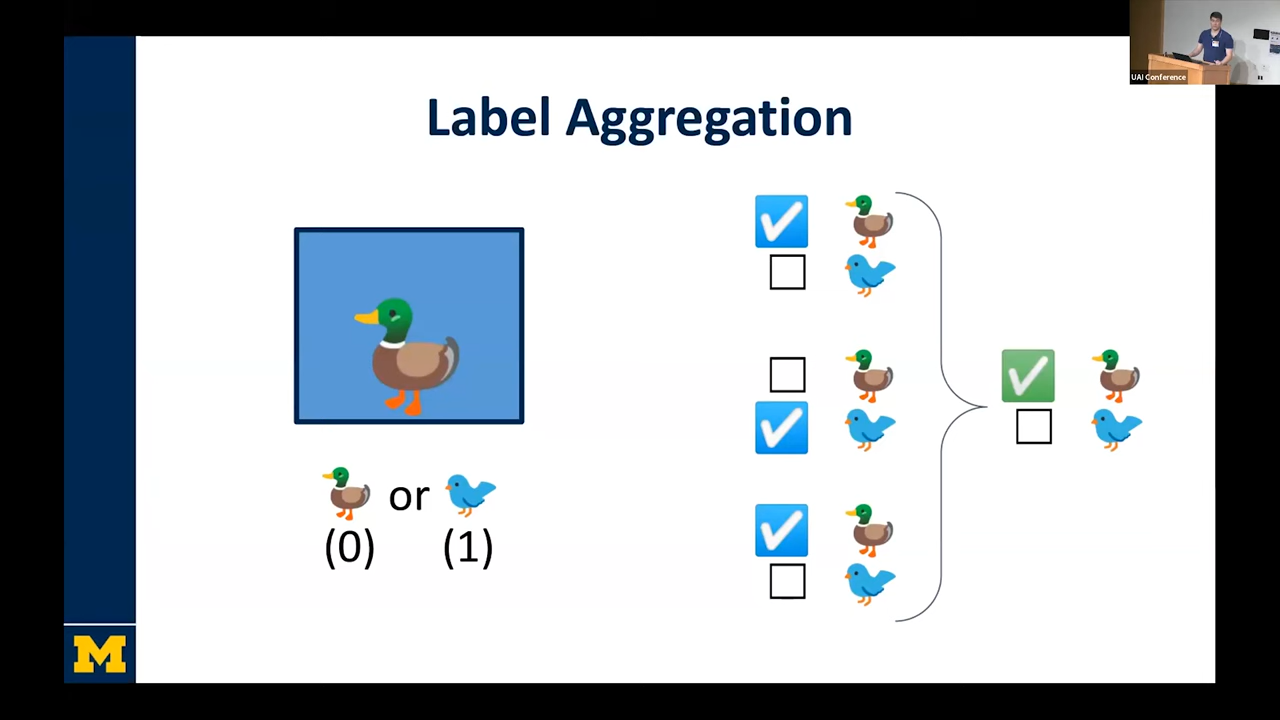 UAI Conference
Label Aggregation
or
(0) (1)
M